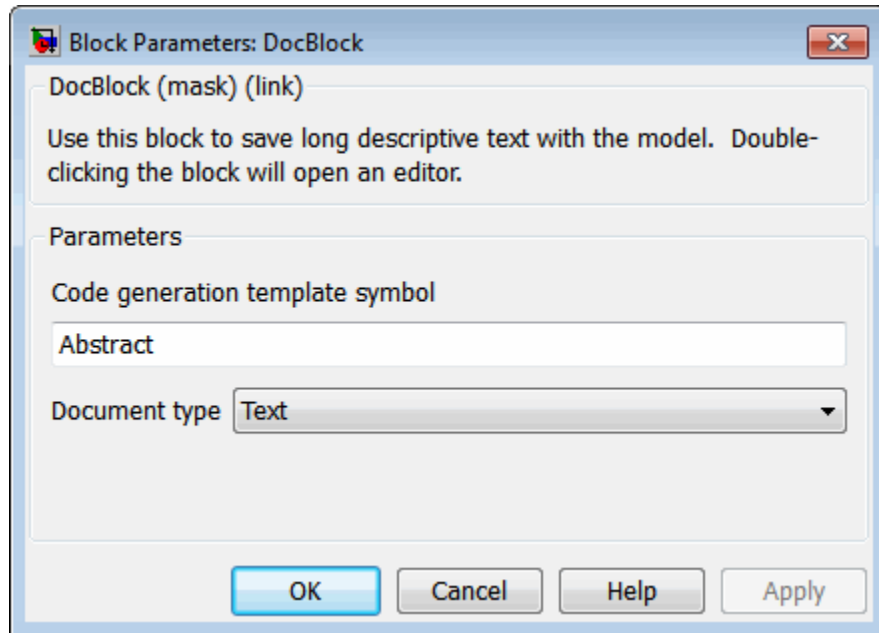 Block Parameters: DocBlock
DocBlock (mask) (link)
Use this block to save long descriptive text with the model.  Double-
clicking the block will open an editor.
Parameters
Code generation template symbol
Abstract
Document type Text
OK Cancel Help Apply